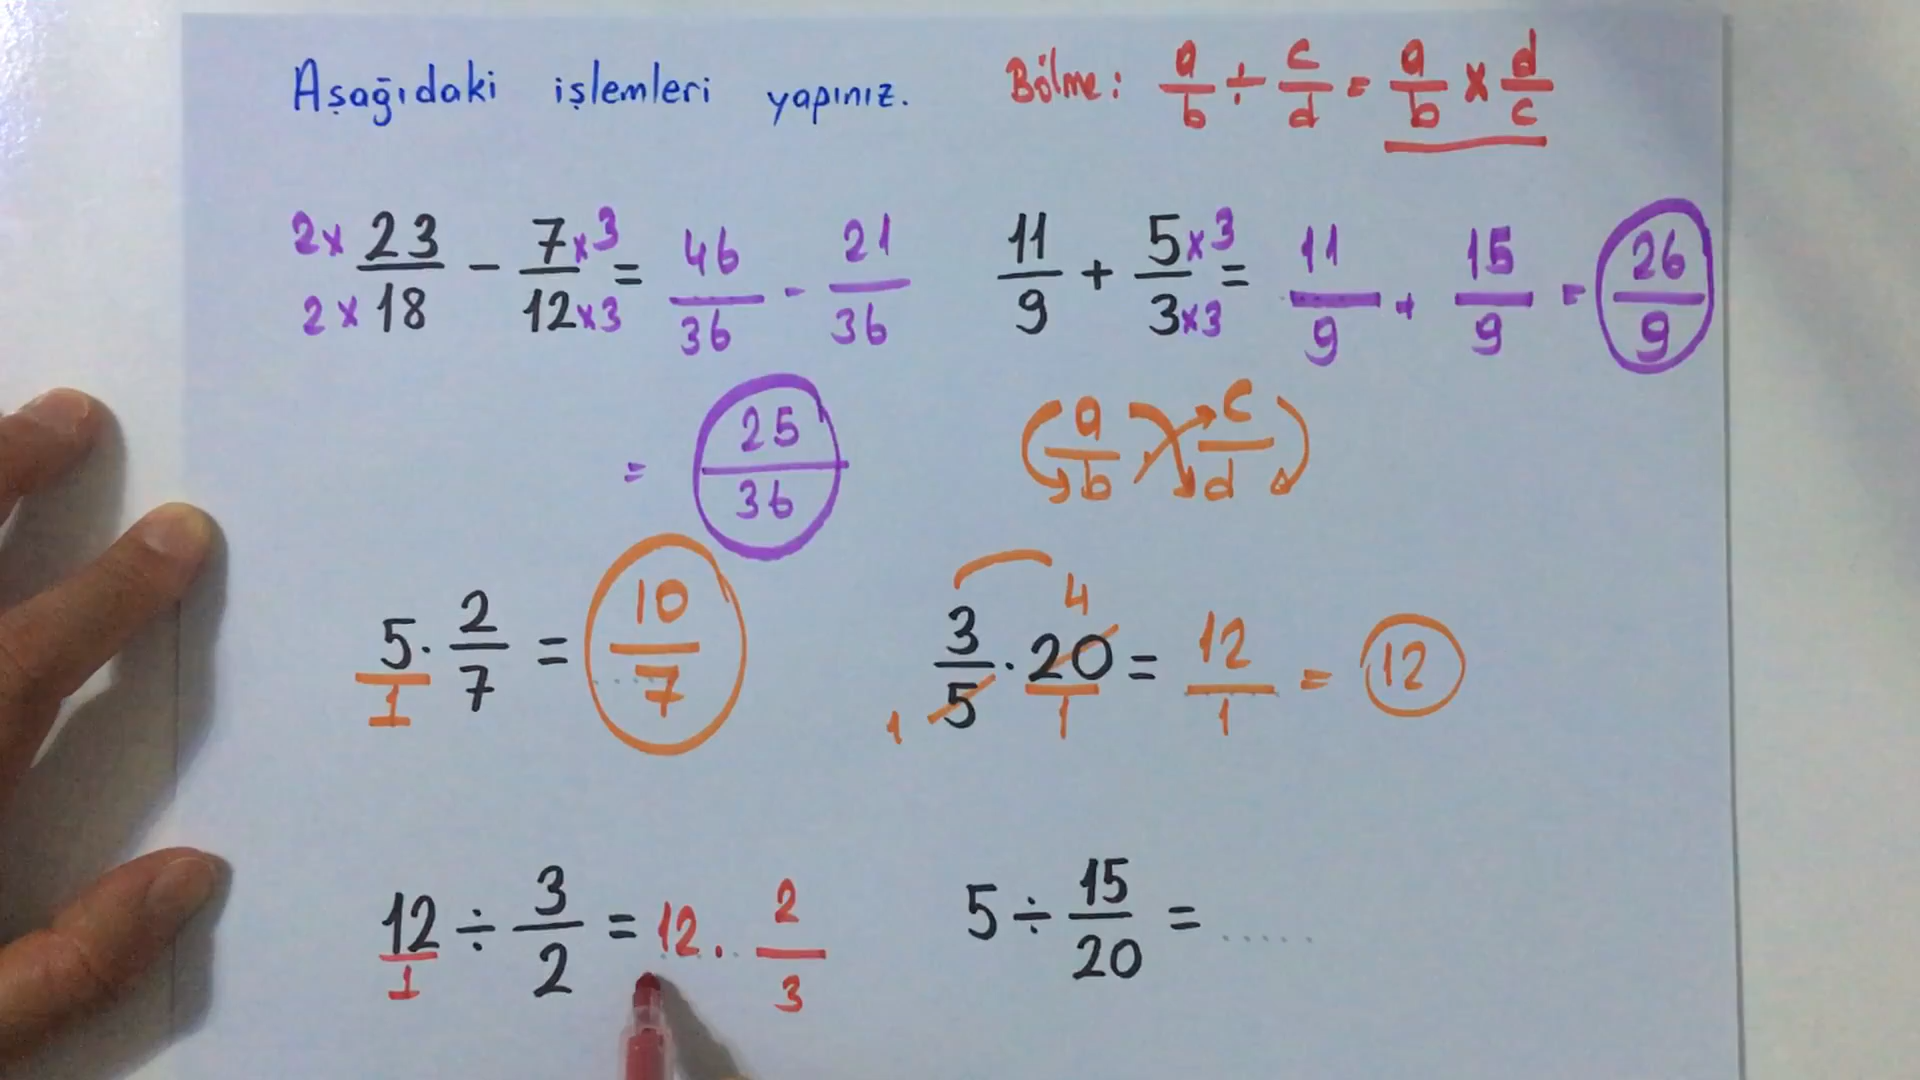 Aşağıdaki işlemleri yapınız.
Bölme: a/b ÷ c/d = a/b x d/c
2x 23/2x 18 - 7x3/12x3 = 46/36 - 21/36
= 25/36
11/9 + 5x3/3x3 = 11/9 + 15/9 = 26/9
a/b c/d
5/1 . 2/7 = 10/7
3/5 . 20/1 = 12/1 = 12
1 4
12/1 ÷ 3/2 = 12 . 2/3
5 ÷ 15/20 = .....